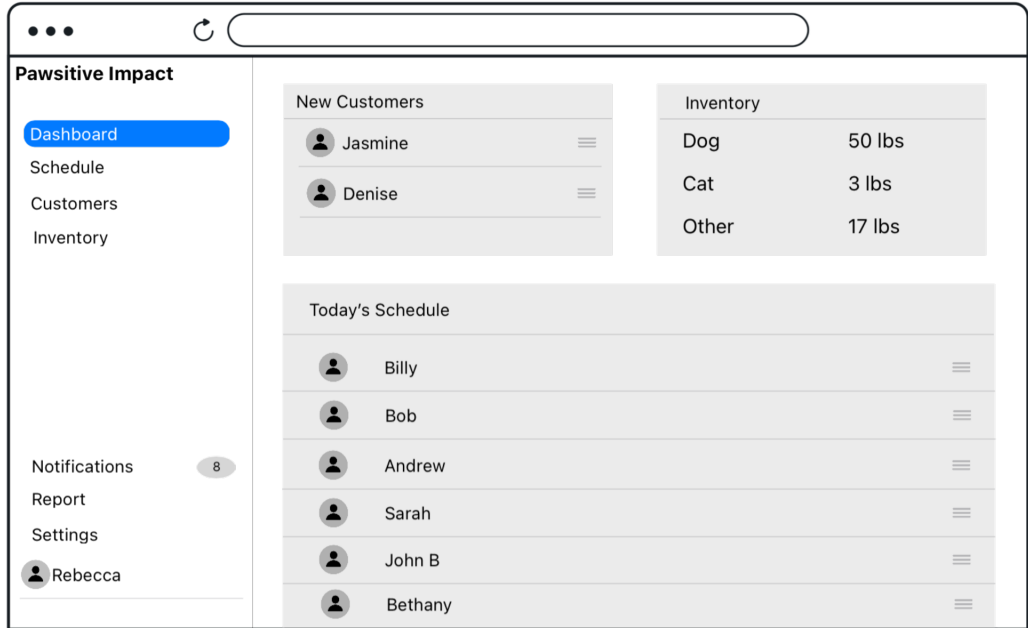 Pawsitive Impact
Dashboard
Schedule
Customers
Inventory
Notifications 8
Report
Settings
Rebecca
New Customers
Jasmine
Denise
Inventory
Dog 50 lbs
Cat 3 lbs
Other 17 lbs
Today's Schedule
Billy
Bob
Andrew
Sarah
John B
Bethany